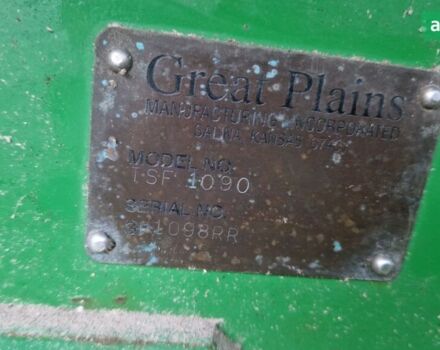 a
Great Plains
MANUFACTURING, INCORPORATED
SALINA, KANSAS
MODEL NO.
TSF 1090
SERIAL NO.